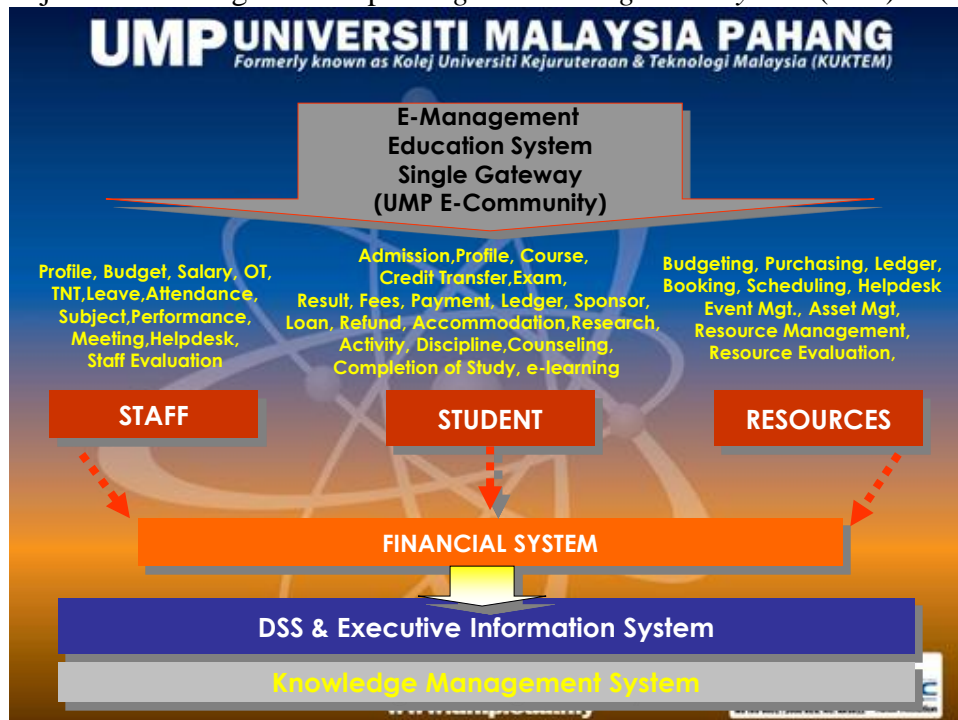 UMP UNIVERSITI MALAYSIA PAHANG
Formerly known as Kolej Universiti Kejuruteraan & Teknologi Malaysia (KUKTEM)
E-Management
Education System
Single Gateway
(UMP E-Community)
Profile, Budget, Salary, OT,
TNT,Leave,Attendance,
Subject,Performance,
Meeting,Helpdesk,
Staff Evaluation
Admission,Profile, Course,
Credit Transfer,Exam,
Result, Fees, Payment, Ledger, Sponsor,
Loan, Refund, Accommodation,Research,
Activity, Discipline,Counseling,
Completion of Study, e-learning
Budgeting, Purchasing, Ledger,
Booking, Scheduling, Helpdesk
Event Mgt., Asset Mgt,
Resource Management,
Resource Evaluation,
STAFF
STUDENT
RESOURCES
FINANCIAL SYSTEM
DSS & Executive Information System
Knowledge Management System